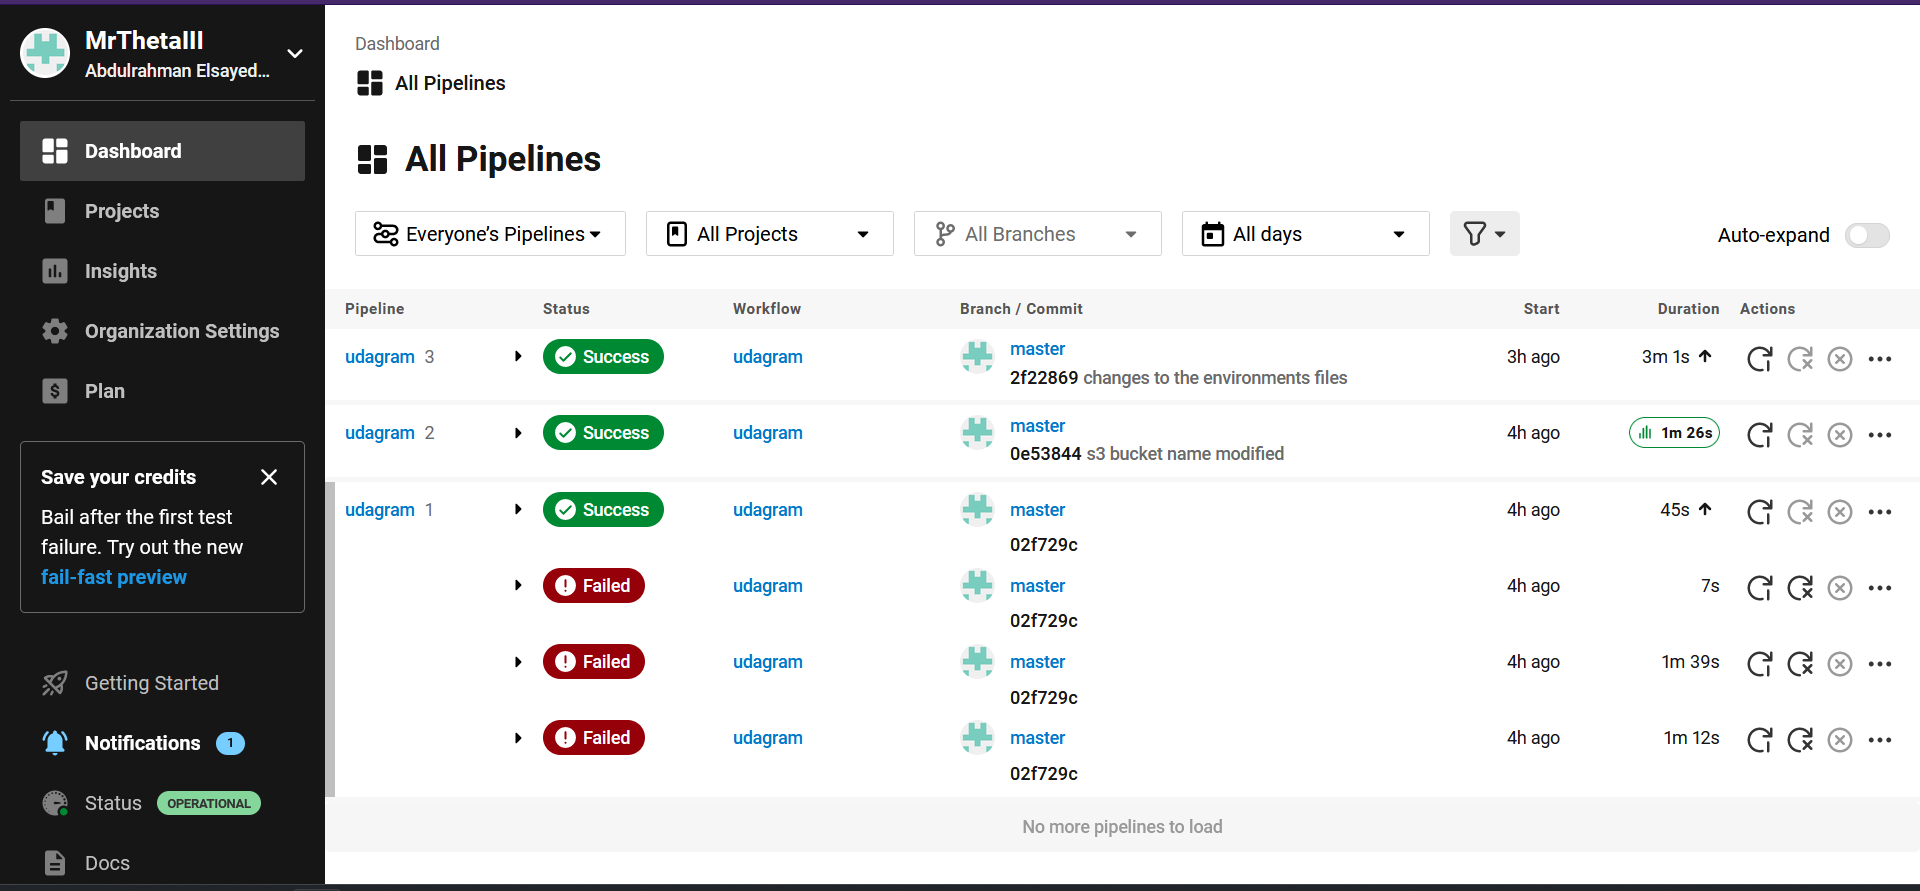 MrThetaIII
Abdulrahman Elsayed...
Dashboard
Projects
Insights
Organization Settings
Plan
Save your credits
Bail after the first test
failure. Try out the new
fail-fast preview
Getting Started
Notifications 1
Status OPERATIONAL
Docs
Dashboard
All Pipelines
All Pipelines
Everyone's Pipelines All Projects All Branches All days Auto-expand
Pipeline Status Workflow Branch / Commit Start Duration Actions
udagram 3 Success udagram master 3h ago 3m 1s
2f22869 changes to the environments files
udagram 2 Success udagram master 4h ago 1m 26s
0e53844 s3 bucket name modified
udagram 1 Success udagram master 4h ago 45s
02f729c
Failed udagram master 4h ago 7s
02f729c
Failed udagram master 4h ago 1m 39s
02f729c
Failed udagram master 4h ago 1m 12s
02f729c
No more pipelines to load